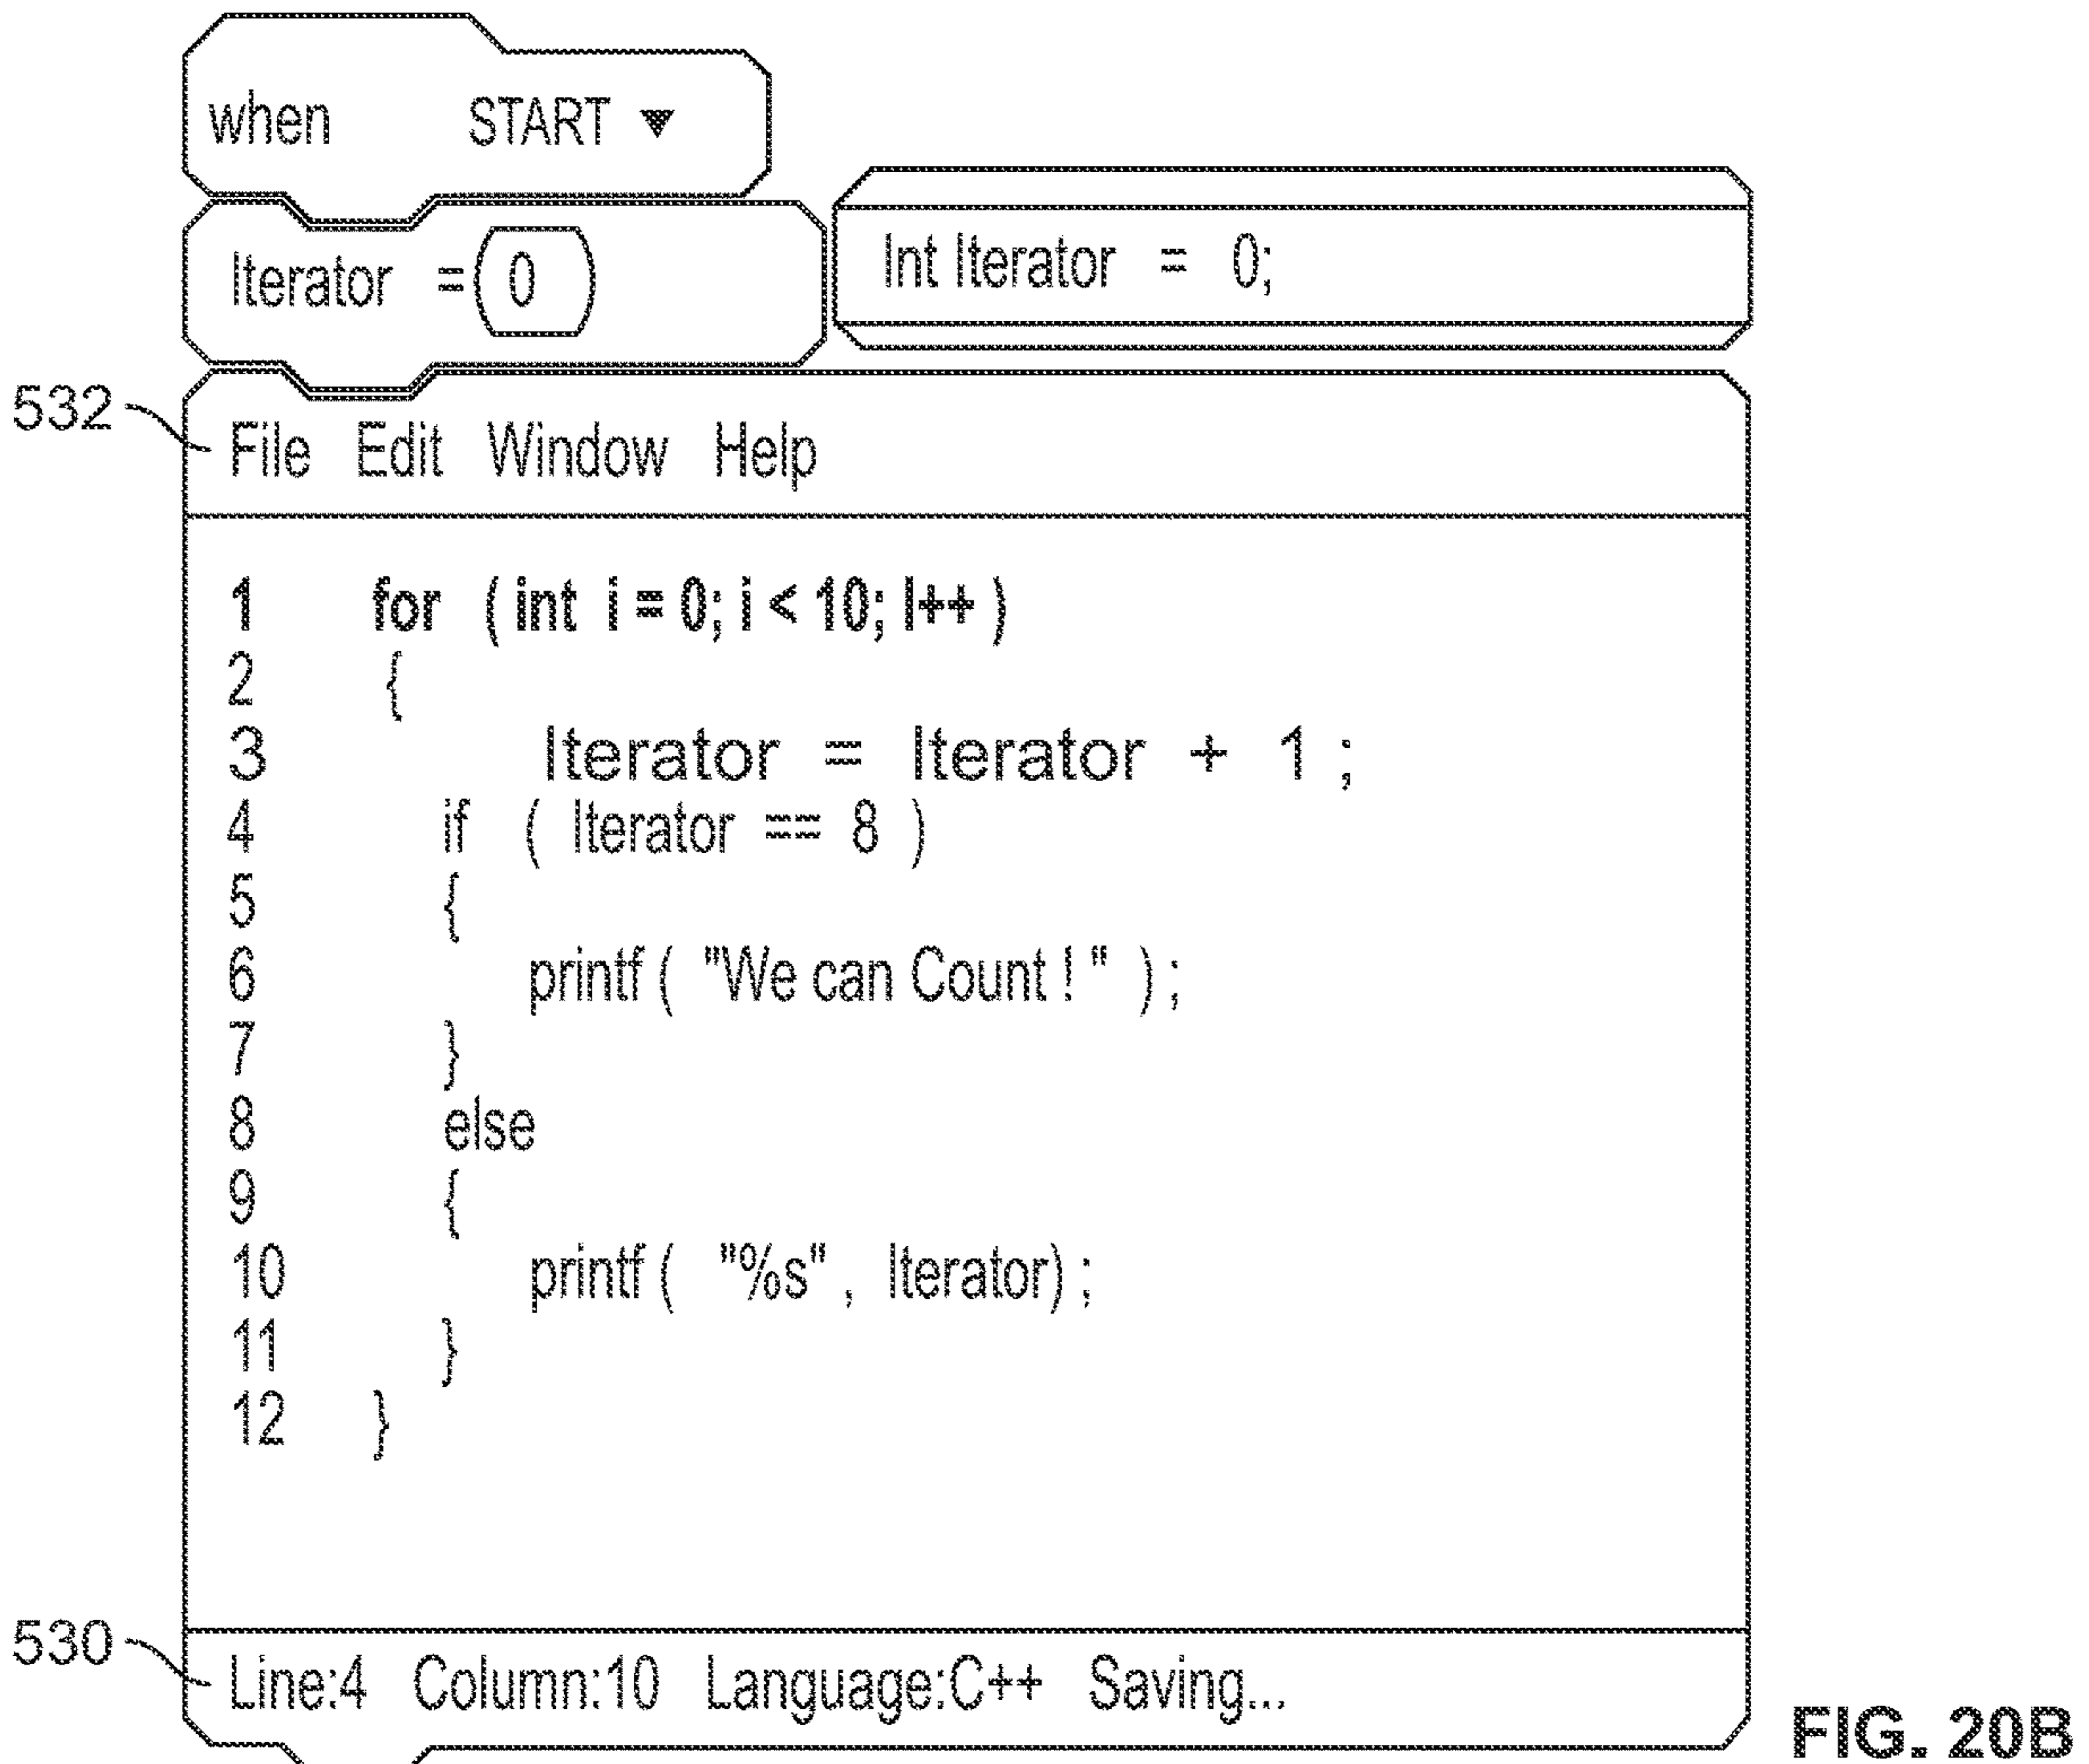 when START ▼
Iterator = 0
Int Iterator = 0;
532
File Edit Window Help
1 for ( int i = 0; i < 10; I++ )
2 {
3 Iterator = Iterator + 1 ;
4 if ( Iterator == 8 )
5 {
6 printf ( "We can Count ! " ) ;
7 }
8 else
9 {
10 printf ( "%s" , Iterator) ;
11 }
12 }
530
Line:4 Column:10 Language:C++ Saving...
FIG. 20B